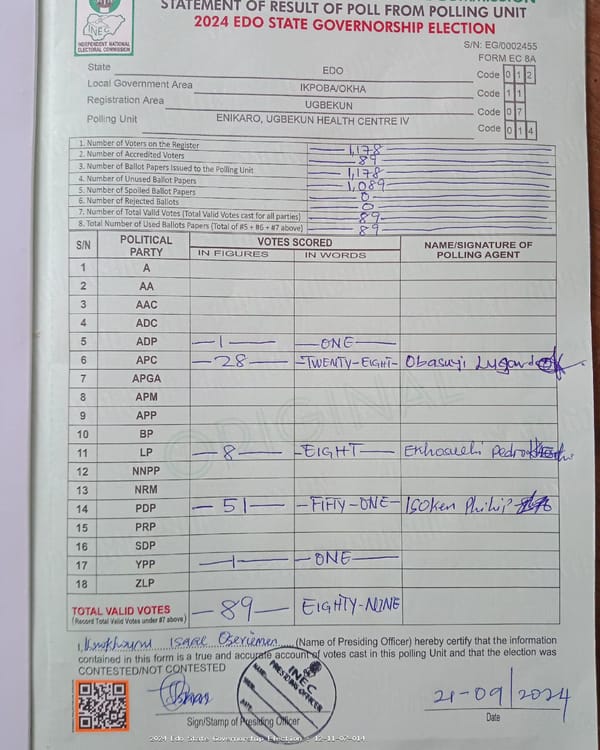 INEC
INDEPENDENT NATIONAL
ELECTORAL COMMISSION
STATEMENT OF RESULT OF POLL FROM POLLING UNIT
2024 EDO STATE GOVERNORSHIP ELECTION
S/N: EG/0002455
FORM EC 8A
State EDO Code 0 1 2
Local Government Area IKPOBA/OKHA Code 1 1
Registration Area UGBEKUN Code 0 7
Polling Unit ENIKARO, UGBEKUN HEALTH CENTRE IV Code 0 1 4
1. Number of Voters on the Register 1,178
2. Number of Accredited Voters 89
3. Number of Ballot Papers Issued to the Polling Unit 1,178
4. Number of Unused Ballot Papers 1,089
5. Number of Spoiled Ballot Papers 0
6. Number of Rejected Ballots 0
7. Number of Total Valid Votes (Total Valid Votes cast for all parties) 89
8. Total Number of Used Ballots Papers (Total of #5 + #6 + #7 above) 89
S/N POLITICAL PARTY VOTES SCORED NAME/SIGNATURE OF POLLING AGENT
IN FIGURES IN WORDS
1 A
2 AA
3 AAC
4 ADC
5 ADP 1 ONE
6 APC 28 TWENTY-EIGHT Obasuyi Lugard
7 APGA
8 APM
9 APP
10 BP
11 LP 8 EIGHT Pedro
12 NNPP
13 NRM
14 PDP 51 FIFTY-ONE Isoken
15 PRP
16 SDP
17 YPP 1 ONE
18 ZLP
ORIGINAL
TOTAL VALID VOTES 89 EIGHTY-NINE
(Record Total Valid Votes under #7 above)
I, Isaac (Name of Presiding Officer) hereby certify that the information
contained in this form is a true and accurate account of votes cast in this polling Unit and that the election was
CONTESTED/NOT CONTESTED
INEC
PRESIDING OFFICER
NAME:
SIGN:
DATE:
21-09/2024
Sign/Stamp of Presiding Officer Date
2024 Edo State Governorship Election - 12-11-07-014